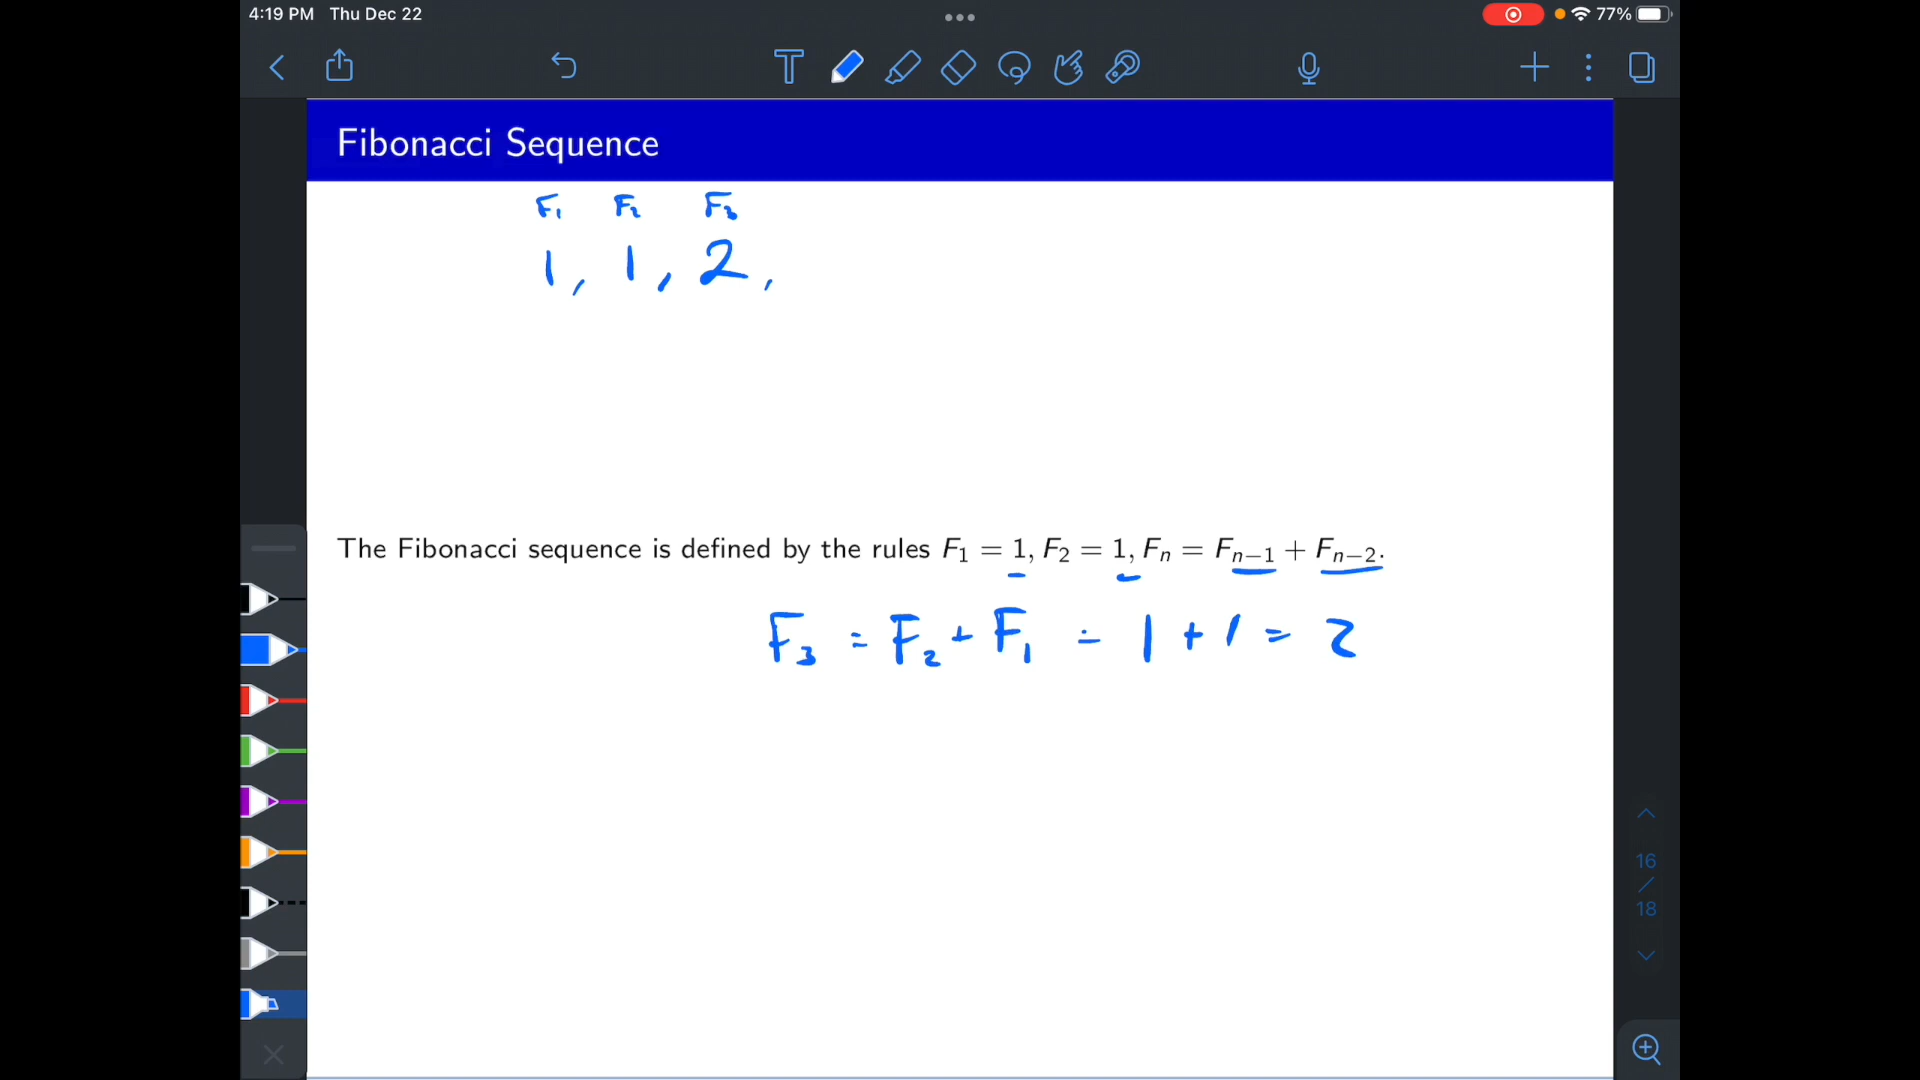 4:19 PM Thu Dec 22
77%
Fibonacci Sequence
F₁ F₂ F₃
1, 1, 2,
The Fibonacci sequence is defined by the rules F₁ = 1, F₂ = 1, Fₙ = Fₙ₋₁ + Fₙ₋₂.
F₃ = F₂ + F₁ = 1 + 1 = 2
16
/
18